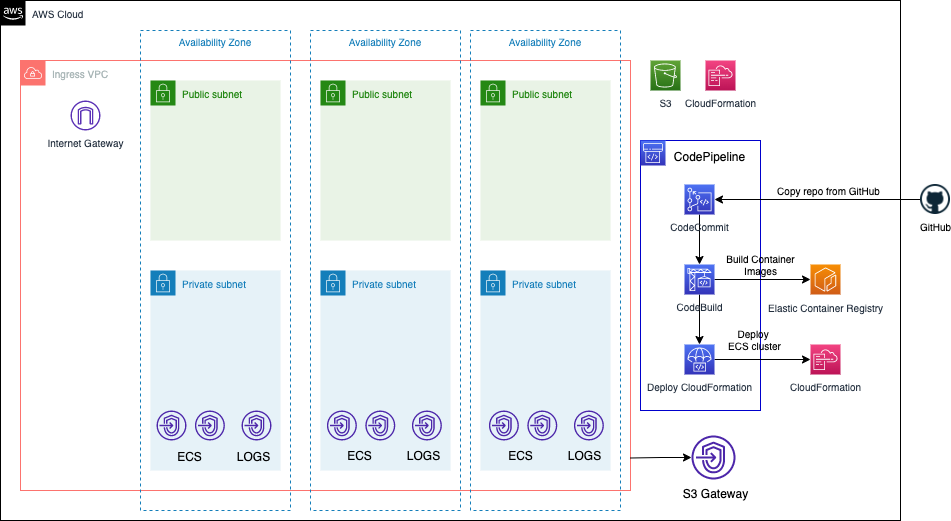 aws
AWS Cloud
Availability Zone
Availability Zone
Availability Zone
Ingress VPC
Internet Gateway
Public subnet
Public subnet
Public subnet
Private subnet
Private subnet
Private subnet
ECS
LOGS
ECS
LOGS
ECS
LOGS
S3
CloudFormation
CodePipeline
CodeCommit
Copy repo from GitHub
GitHub
CodeBuild
Build Container
Images
Elastic Container Registry
Deploy CloudFormation
Deploy
ECS cluster
CloudFormation
S3 Gateway